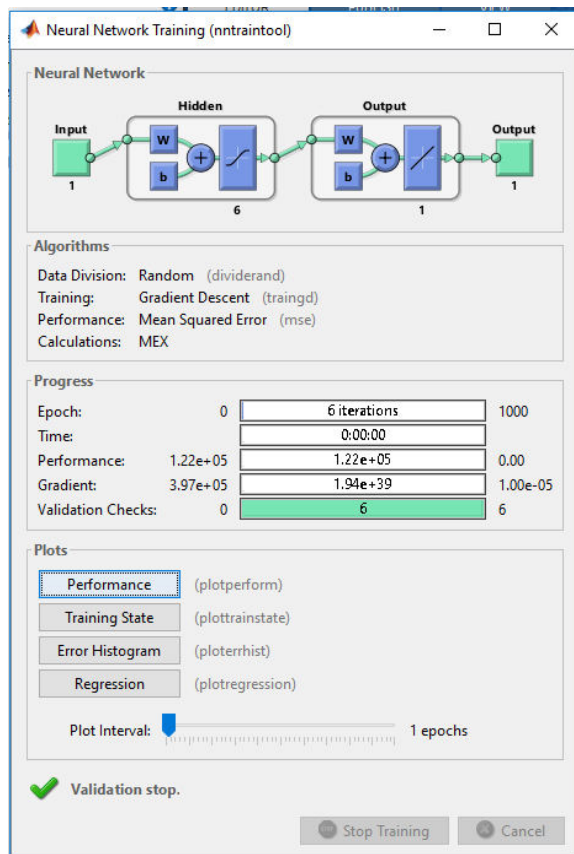 Neural Network Training (nntraintool)
Neural Network
Hidden
Output
Input
Output
W
b
+
W
b
+
1
6
1
1
Algorithms
Data Division: Random (dividerand)
Training: Gradient Descent (traingd)
Performance: Mean Squared Error (mse)
Calculations: MEX
Progress
Epoch: 0 6 iterations 1000
Time: 0:00:00
Performance: 1.22e+05 1.22e+05 0.00
Gradient: 3.97e+05 1.94e+39 1.00e-05
Validation Checks: 0 6 6
Plots
Performance (plotperform)
Training State (plottrainstate)
Error Histogram (ploterrhist)
Regression (plotregression)
Plot Interval: 1 epochs
Validation stop.
Stop Training Cancel